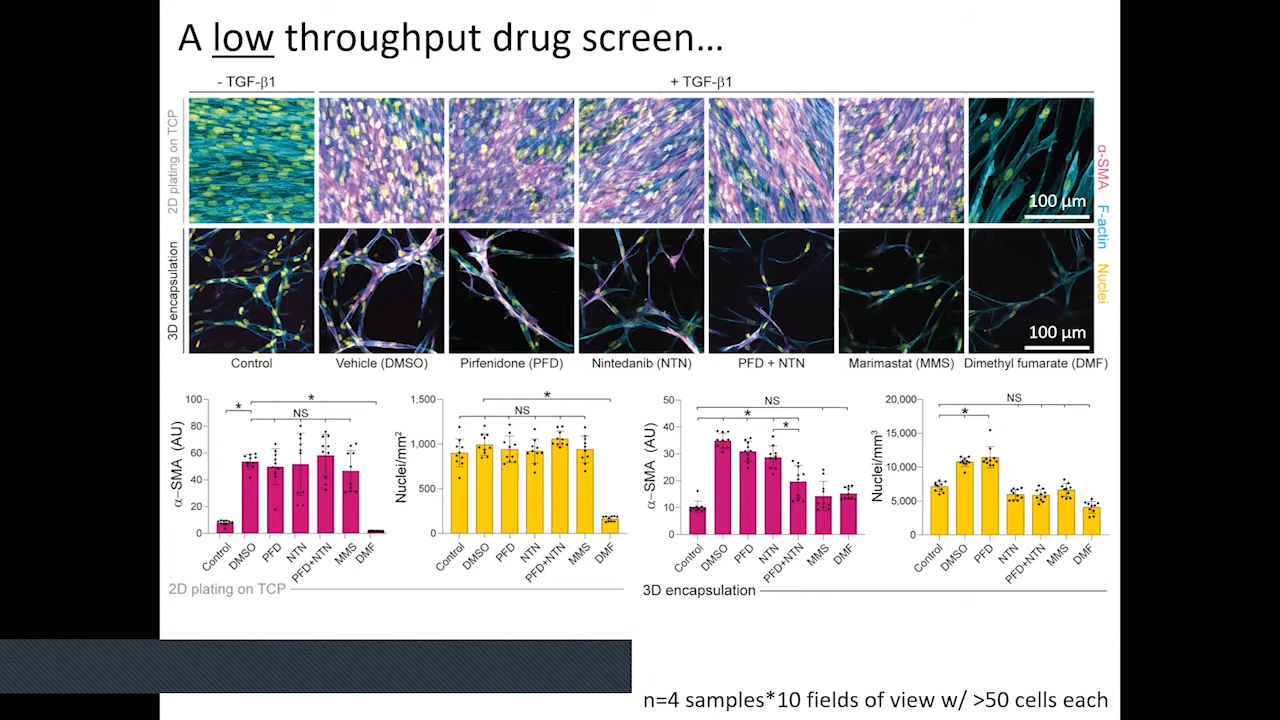 A low throughput drug screen…
- TGF-β1
+ TGF-β1
2D plating on TCP
3D encapsulation
100 µm
100 µm
α-SMA F-actin Nuclei
Control
Vehicle (DMSO)
Pirfenidone (PFD)
Nintedanib (NTN)
PFD + NTN
Marimastat (MMS)
Dimethyl fumarate (DMF)
α–SMA (AU)
100
80
60
40
20
0
*
*
NS
Control
DMSO
PFD
NTN
PFD+NTN
MMS
DMF
Nuclei/mm²
1,500
1,000
500
0
*
NS
Control
DMSO
PFD
NTN
PFD+NTN
MMS
DMF
2D plating on TCP
α–SMA (AU)
50
40
30
20
10
0
NS
*
*
Control
DMSO
PFD
NTN
PFD+NTN
MMS
DMF
Nuclei/mm³
20,000
15,000
10,000
5,000
0
NS
*
Control
DMSO
PFD
NTN
PFD+NTN
MMS
DMF
3D encapsulation
n=4 samples*10 fields of view w/ >50 cells each